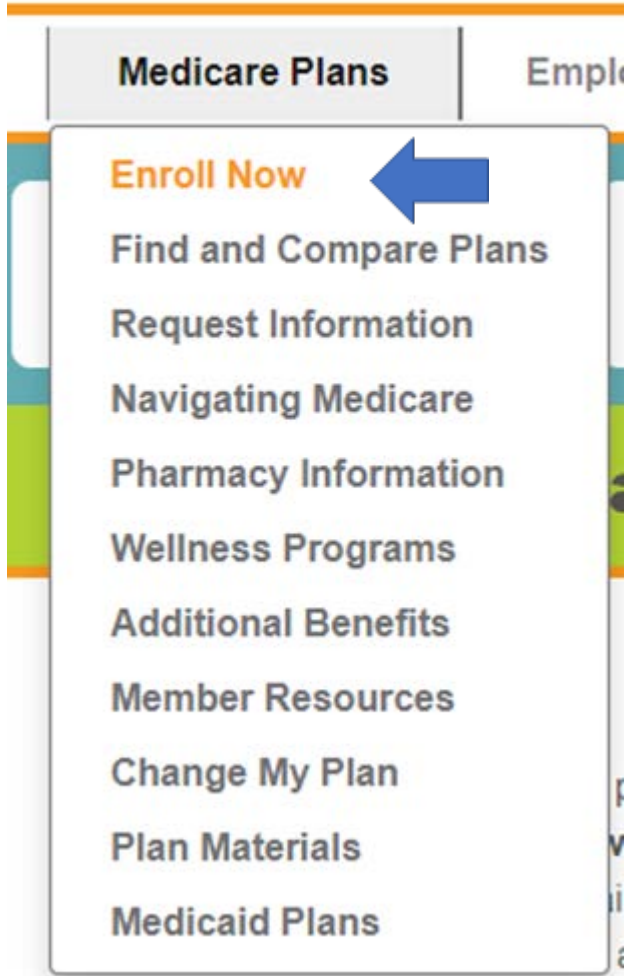 Medicare Plans
Enroll Now
Find and Compare Plans
Request Information
Navigating Medicare
Pharmacy Information
Wellness Programs
Additional Benefits
Member Resources
Change My Plan
Plan Materials
Medicaid Plans